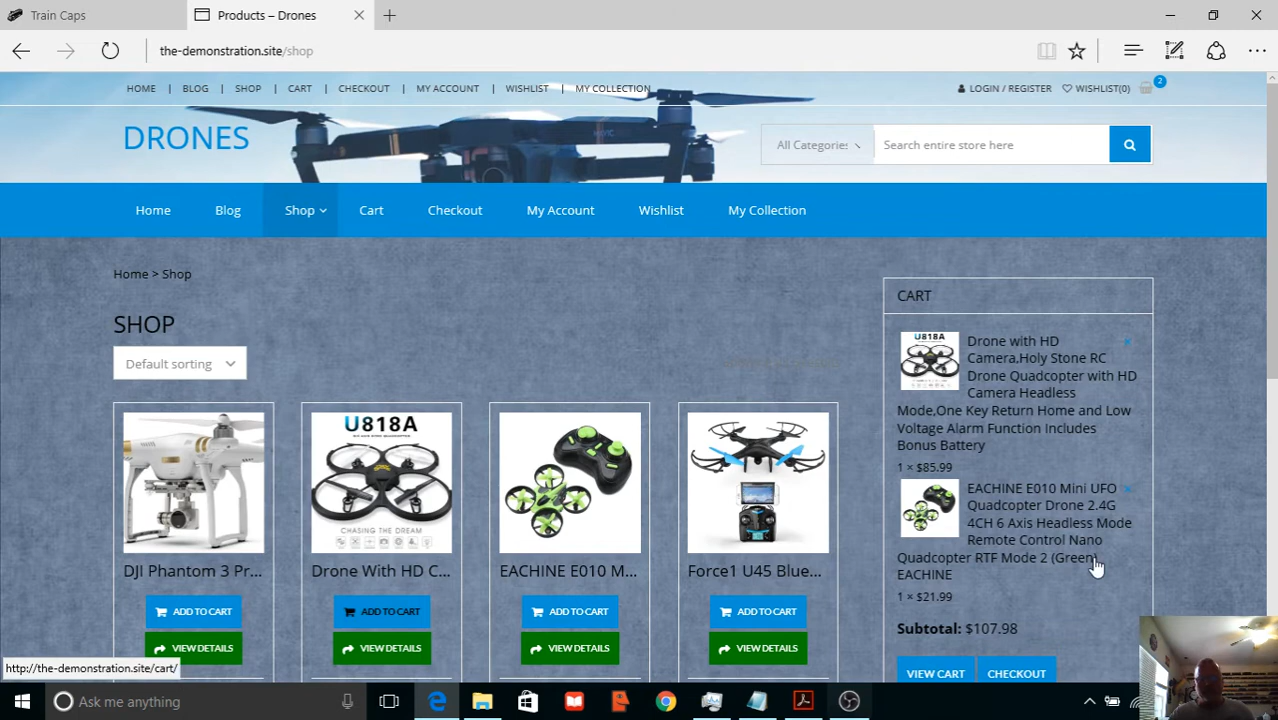 Train Caps
Products – Drones
the-demonstration.site/shop
HOME | BLOG | SHOP | CART | CHECKOUT | MY ACCOUNT | WISHLIST | MY COLLECTION
LOGIN / REGISTER WISHLIST(0) 2
DRONES
All Categories
Search entire store here
Home Blog Shop Cart Checkout My Account Wishlist My Collection
Home > Shop
SHOP
Default sorting
U818A
CHASING THE DREAM
DJI Phantom 3 Pr...
Drone With HD C...
EACHINE E010 M...
Force1 U45 Blue...
ADD TO CART
ADD TO CART
ADD TO CART
ADD TO CART
VIEW DETAILS
VIEW DETAILS
VIEW DETAILS
VIEW DETAILS
CART
U818A
Drone with HD
Camera,Holy Stone RC
Drone Quadcopter with HD
Camera Headless
Mode,One Key Return Home and Low
Voltage Alarm Function Includes
Bonus Battery
1 × $85.99
EACHINE E010 Mini UFO
Quadcopter Drone 2.4G
4CH 6 Axis Headless Mode
Remote Control Nano
Quadcopter RTF Mode 2 (Green)
EACHINE
1 × $21.99
Subtotal: $107.98
VIEW CART CHECKOUT
http://the-demonstration.site/cart/
Ask me anything